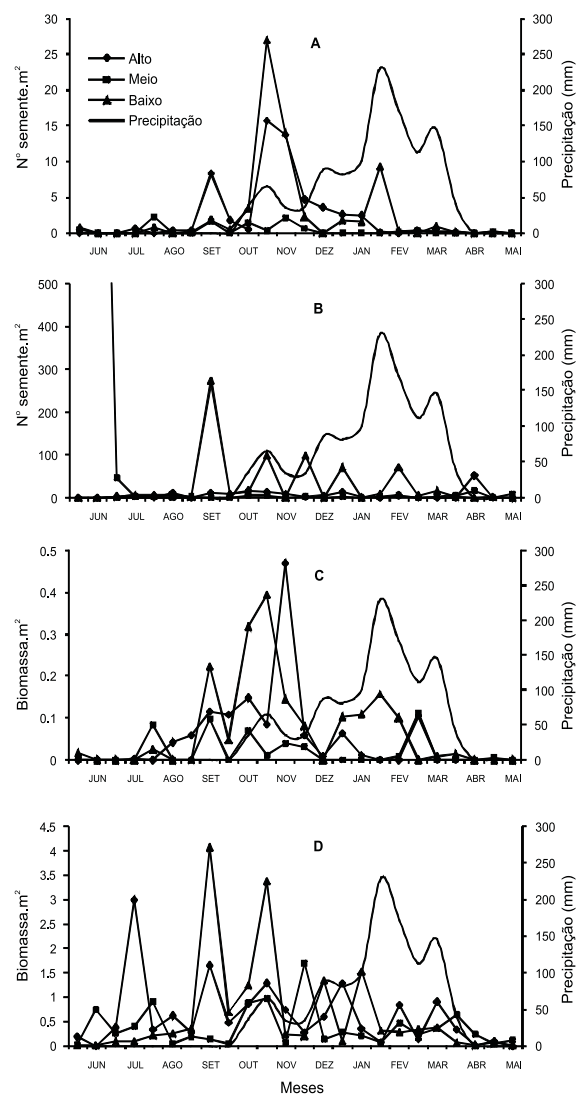 A
N° semente.m²
Precipitação (mm)
30
25
20
15
10
5
0
300
250
200
150
100
50
0
Alto
Meio
Baixo
Precipitação
JUN JUL AGO SET OUT NOV DEZ JAN FEV MAR ABR MAI
B
N° semente.m²
Precipitação (mm)
500
400
300
200
100
0
300
250
200
150
100
50
0
JUN JUL AGO SET OUT NOV DEZ JAN FEV MAR ABR MAI
C
Biomassa.m²
Precipitação (mm)
0.5
0.4
0.3
0.2
0.1
0
300
250
200
150
100
50
0
JUN JUL AGO SET OUT NOV DEZ JAN FEV MAR ABR MAI
D
Biomassa.m²
Precipitação (mm)
4.5
4
3.5
3
2.5
2
1.5
1
0.5
0
300
250
200
150
100
50
0
JUN JUL AGO SET OUT NOV DEZ JAN FEV MAR ABR MAI
Meses